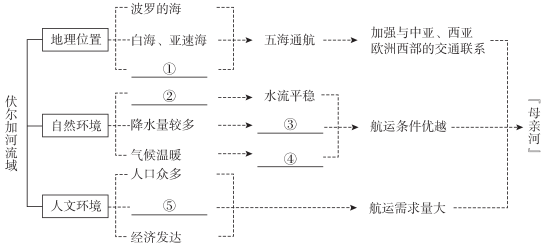 波罗的海
地理位置
白海、亚速海
五海通航
加强与中亚、西亚
欧洲西部的交通联系
①
伏尔加河流域
②
水流平稳
自然环境
降水量较多
③
航运条件优越
『母亲河』
气候温暖
④
人口众多
人文环境
⑤
航运需求量大
经济发达